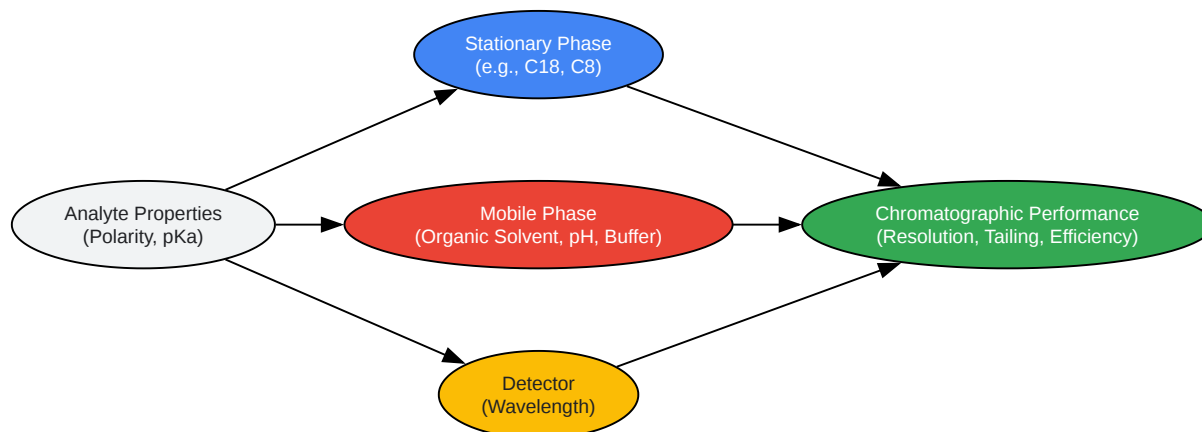 Stationary Phase
(e.g., C18, C8)
Analyte Properties
(Polarity, pKa)
Mobile Phase
(Organic Solvent, pH, Buffer)
Chromatographic Performance
(Resolution, Tailing, Efficiency)
Detector
(Wavelength)